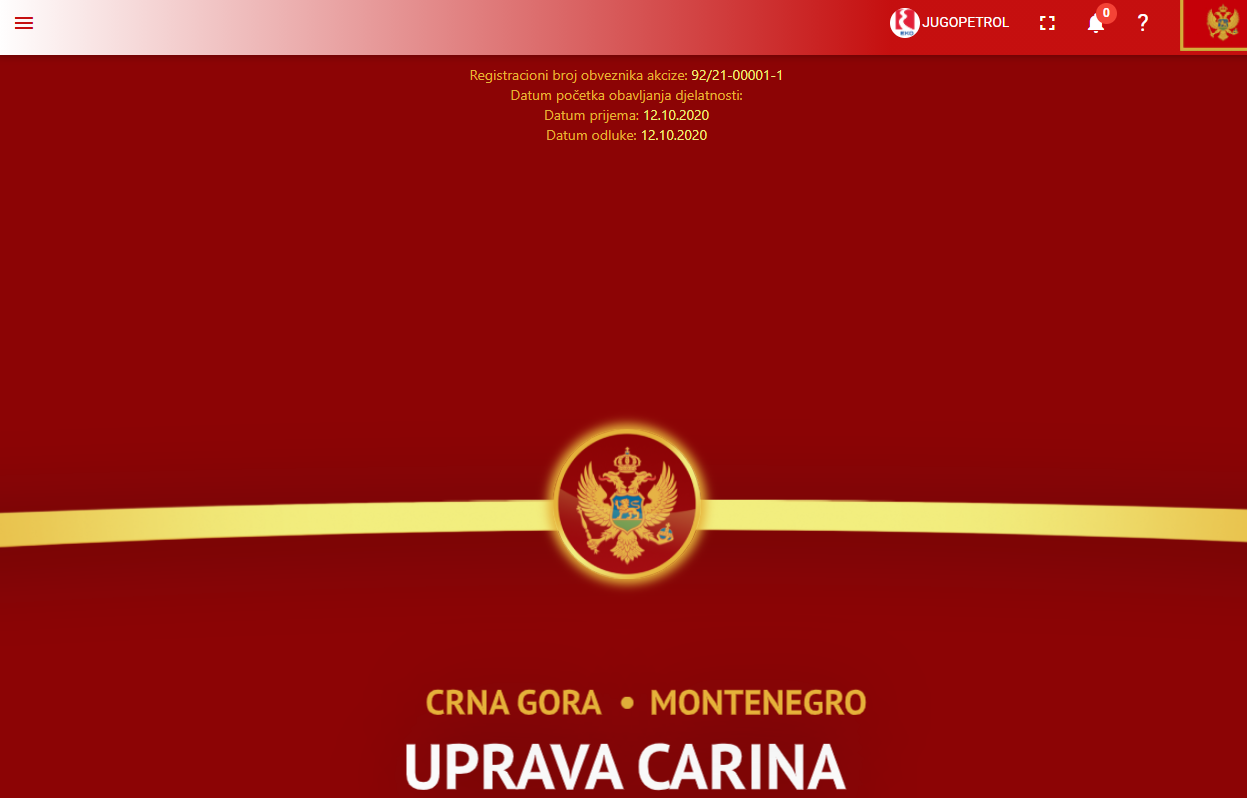 JUGOPETROL
0
?
Registracioni broj obveznika akcize: 92/21-00001-1
Datum početka obavljanja djelatnosti:
Datum prijema: 12.10.2020
Datum odluke: 12.10.2020
CRNA GORA • MONTENEGRO
UPRAVA CARINA